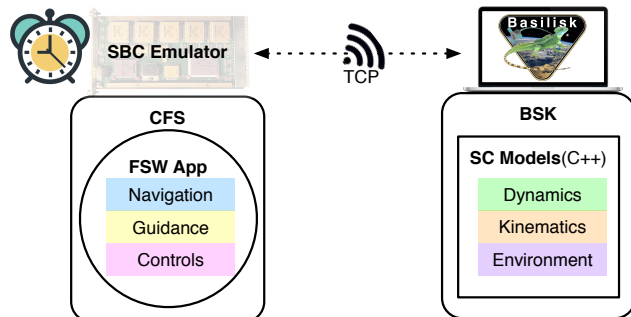 SBC Emulator
TCP
Basilisk
CFS
FSW App
Navigation
Guidance
Controls
BSK
SC Models(C++)
Dynamics
Kinematics
Environment